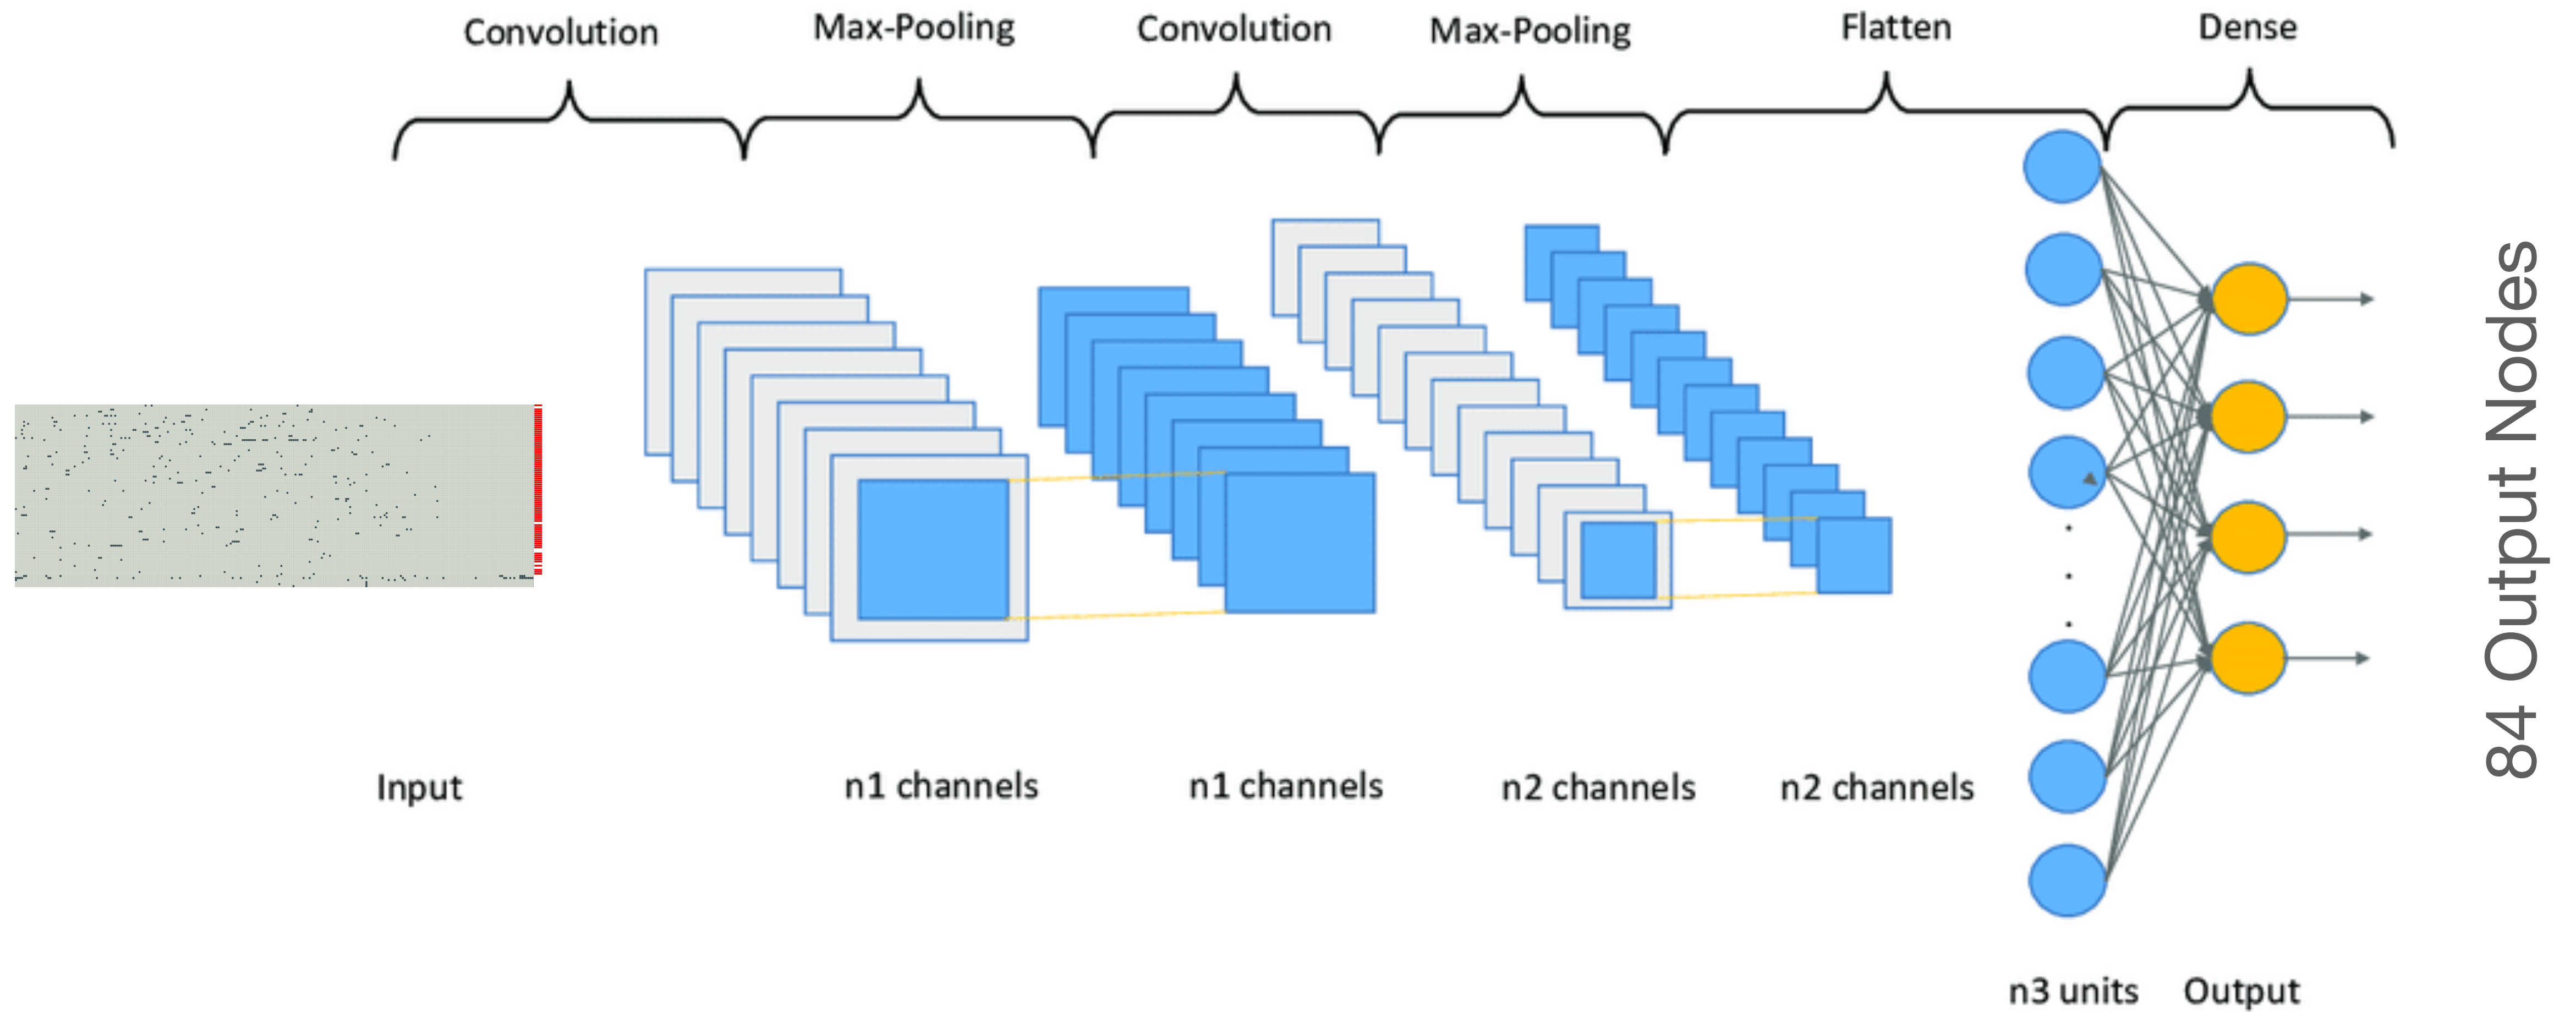 Convolution
Max-Pooling
Convolution
Max-Pooling
Flatten
Dense
84 Output Nodes
Input
n1 channels
n1 channels
n2 channels
n2 channels
n3 units
Output